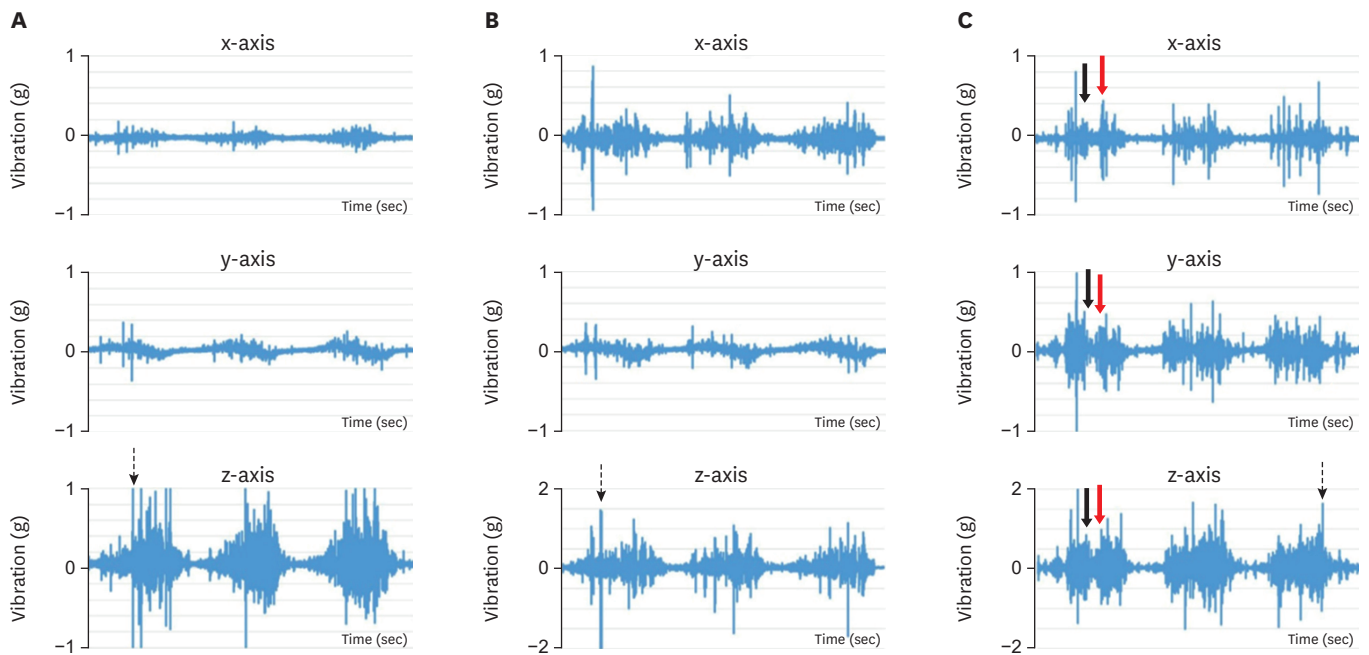 A
x-axis
Vibration (g)
1
0
−1
Time (sec)
y-axis
Vibration (g)
1
0
−1
Time (sec)
z-axis
Vibration (g)
1
0
−1
Time (sec)
B
x-axis
Vibration (g)
1
0
−1
Time (sec)
y-axis
Vibration (g)
1
0
−1
Time (sec)
z-axis
Vibration (g)
2
0
−2
Time (sec)
C
x-axis
Vibration (g)
1
0
−1
Time (sec)
y-axis
Vibration (g)
1
0
−1
Time (sec)
z-axis
Vibration (g)
2
0
−2
Time (sec)